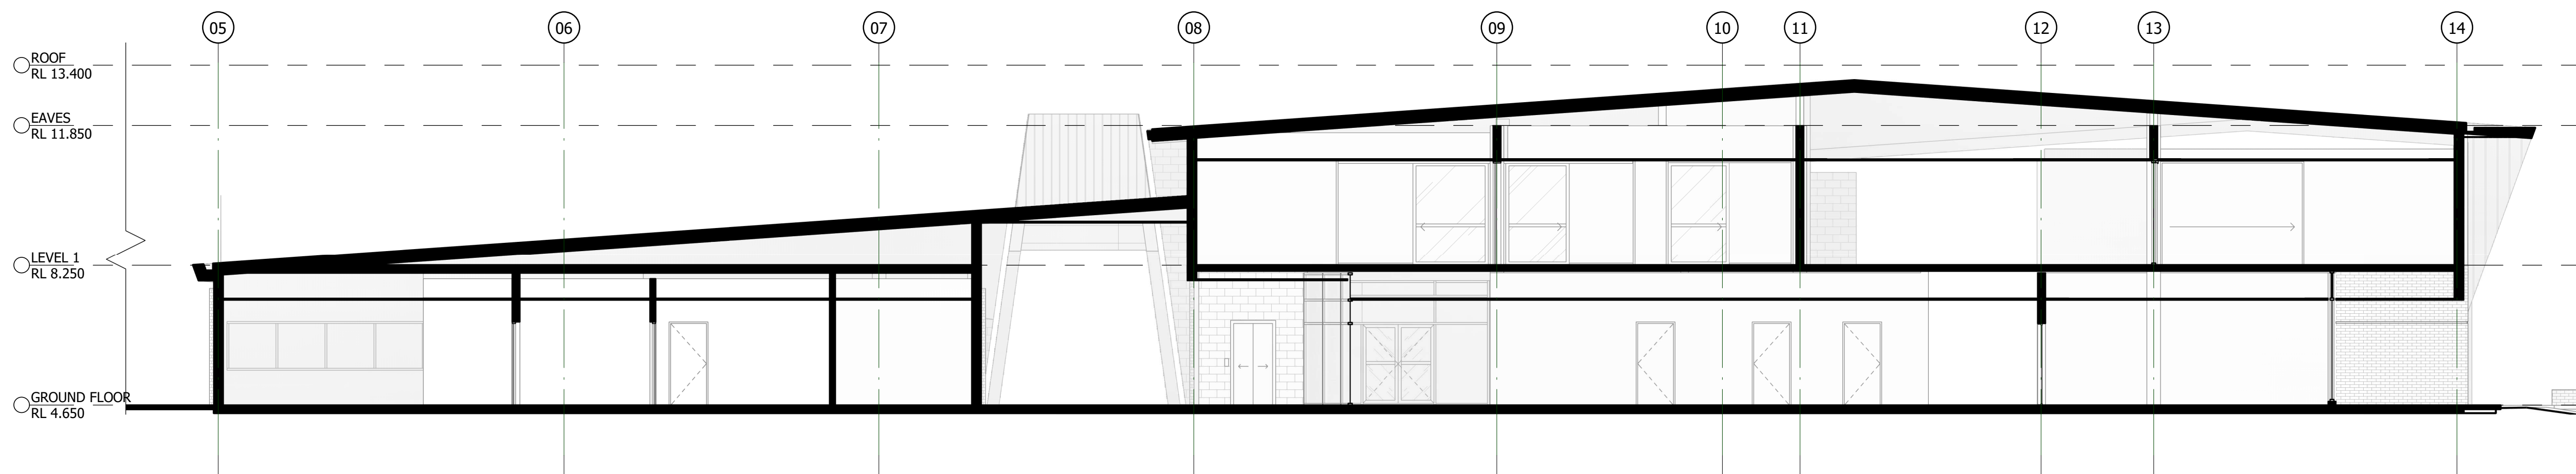 05 06 07 08 09 10 11 12 13 14
ROOF
RL 13.400
EAVES
RL 11.850
LEVEL 1
RL 8.250
GROUND FLOOR
RL 4.650